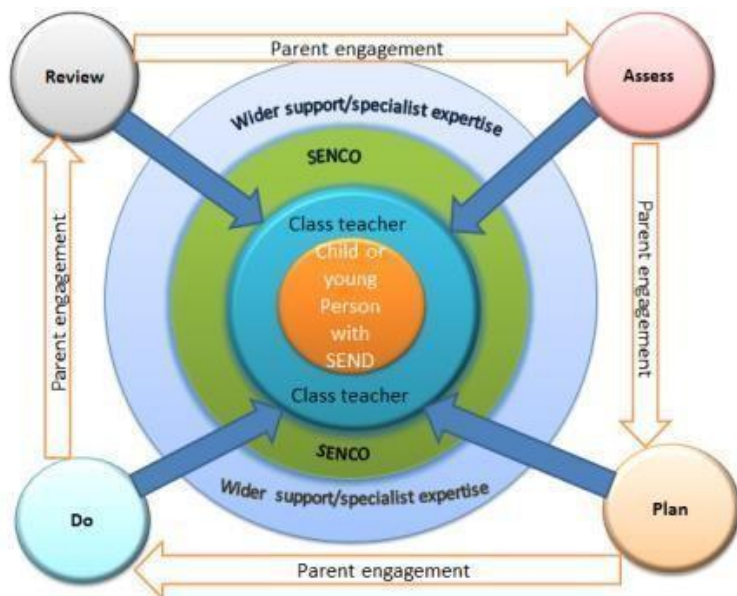 Parent engagement
Review
Assess
Wider support/specialist expertise
SENCO
Class teacher
Child or
young
Person
with
SEND
Class teacher
SENCO
Wider support/specialist expertise
Parent engagement
Parent engagement
Do
Plan
Parent engagement